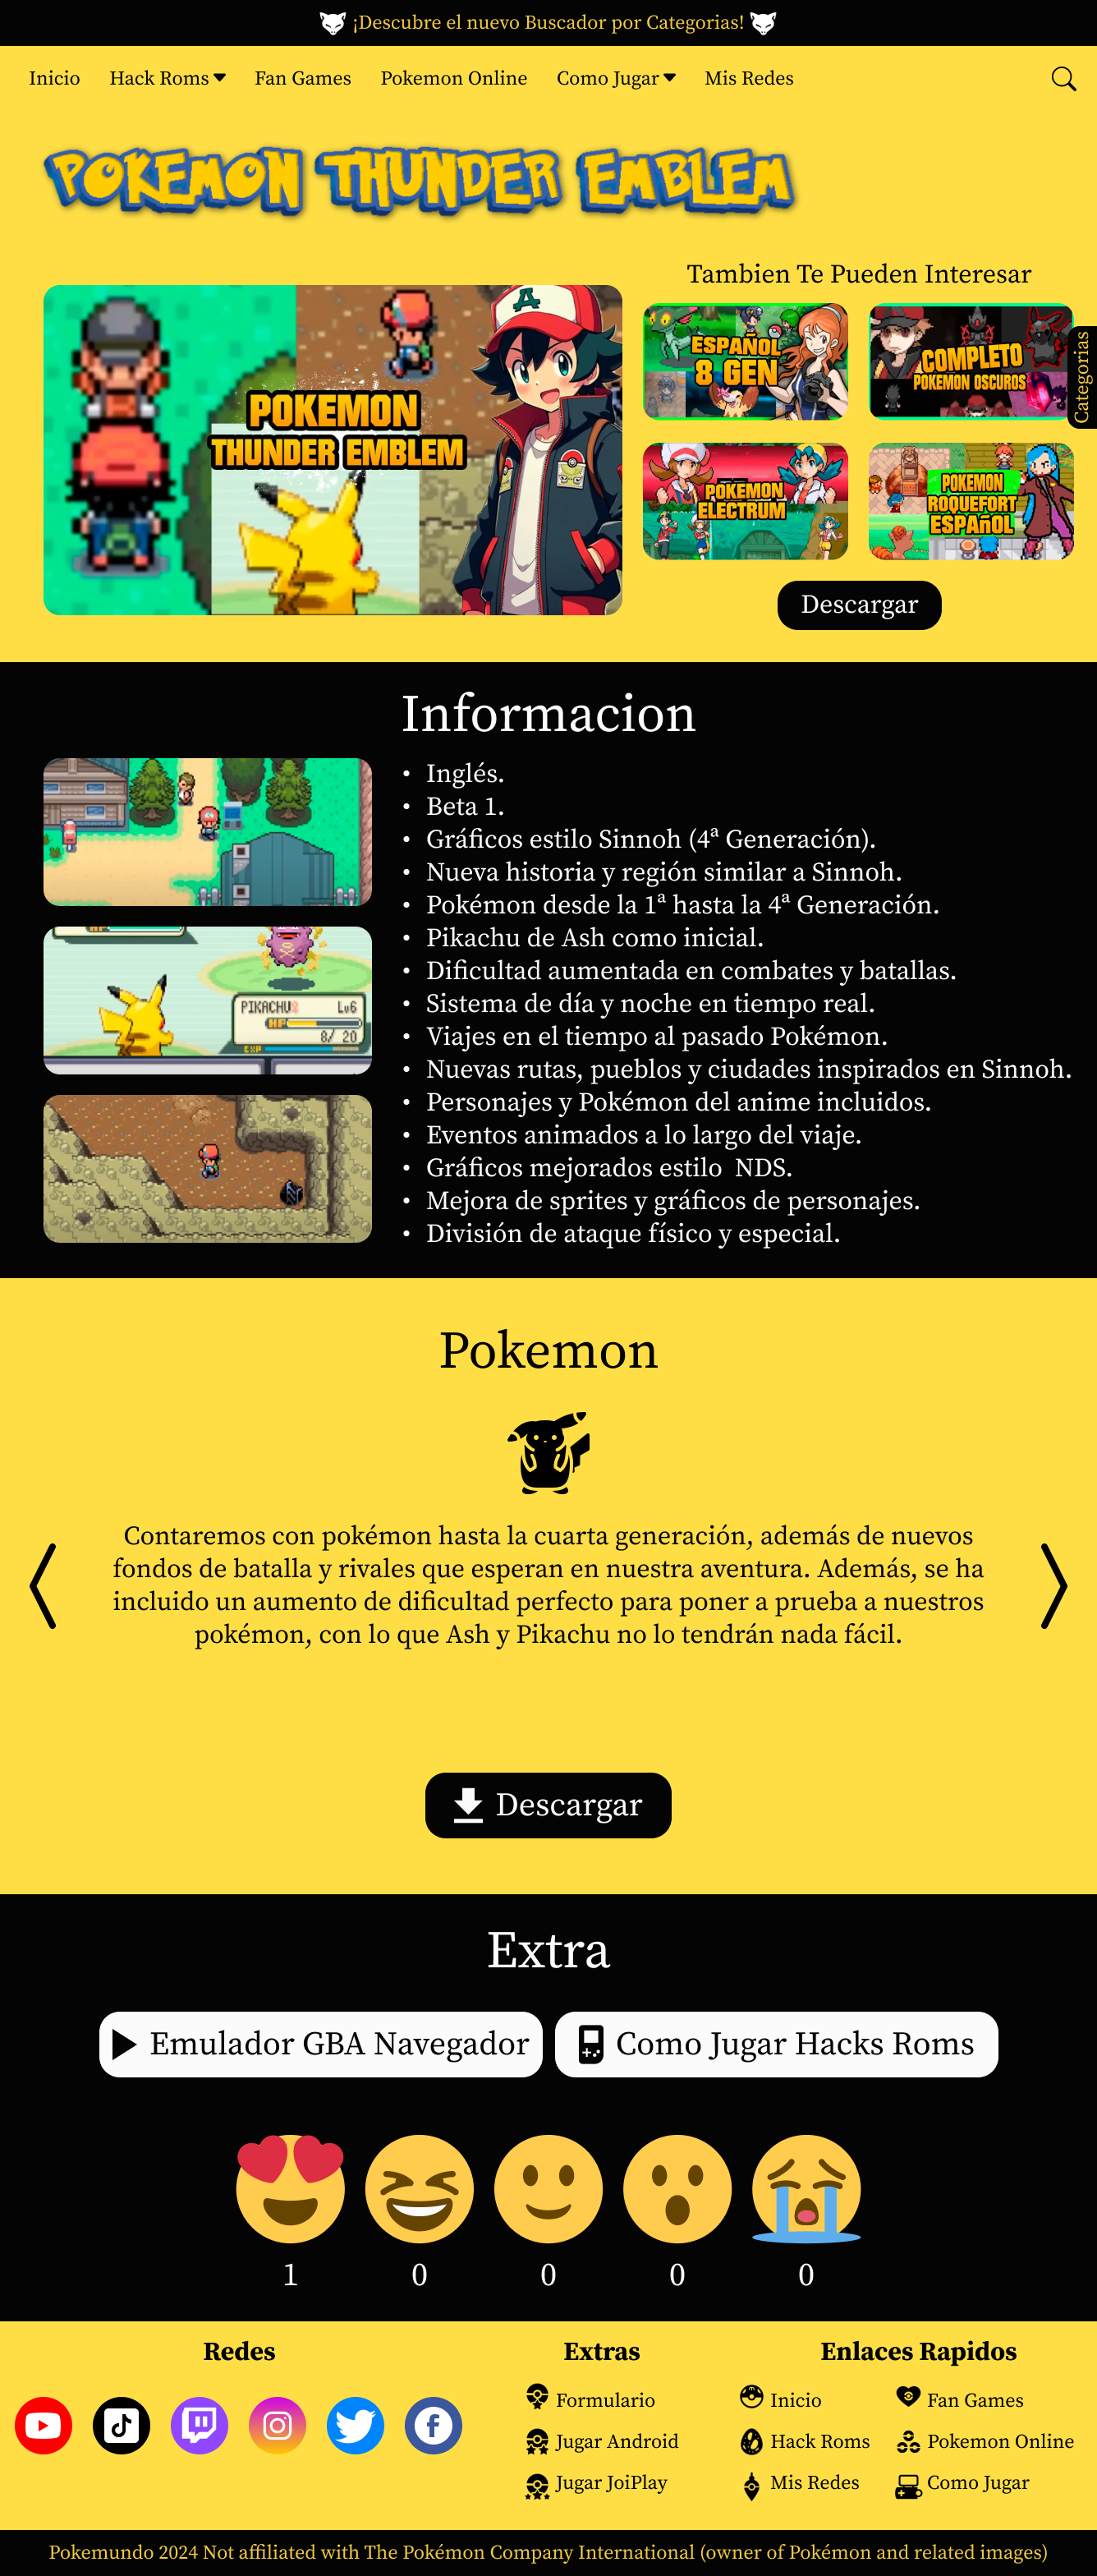 ¡Descubre el nuevo Buscador por Categorias!
Inicio Hack Roms Fan Games Pokemon Online Como Jugar Mis Redes
POKEMON THUNDER EMBLEM
Tambien Te Pueden Interesar
POKEMON
THUNDER EMBLEM
ESPAÑOL
8 GEN
COMPLETO
POKEMON OSCUROS
Categorias
POKEMON
ELECTRUM
POKEMON
ROQUEFORT
ESPAñOL
Descargar
Informacion
• Inglés.
• Beta 1.
• Gráficos estilo Sinnoh (4ª Generación).
• Nueva historia y región similar a Sinnoh.
• Pokémon desde la 1ª hasta la 4ª Generación.
• Pikachu de Ash como inicial.
• Dificultad aumentada en combates y batallas.
• Sistema de día y noche en tiempo real.
• Viajes en el tiempo al pasado Pokémon.
• Nuevas rutas, pueblos y ciudades inspirados en Sinnoh.
• Personajes y Pokémon del anime incluidos.
• Eventos animados a lo largo del viaje.
• Gráficos mejorados estilo  NDS.
• Mejora de sprites y gráficos de personajes.
• División de ataque físico y especial.
PIKACHU♀ Lv6
HP
8/ 20
EXP
Pokemon
Contaremos con pokémon hasta la cuarta generación, además de nuevos
fondos de batalla y rivales que esperan en nuestra aventura. Además, se ha
incluido un aumento de dificultad perfecto para poner a prueba a nuestros
pokémon, con lo que Ash y Pikachu no lo tendrán nada fácil.
Descargar
Extra
Emulador GBA Navegador
Como Jugar Hacks Roms
1 0 0 0 0
Redes
Extras
Formulario
Jugar Android
Jugar JoiPlay
Enlaces Rapidos
Inicio
Fan Games
Hack Roms
Pokemon Online
Mis Redes
Como Jugar
Pokemundo 2024 Not affiliated with The Pokémon Company International (owner of Pokémon and related images)